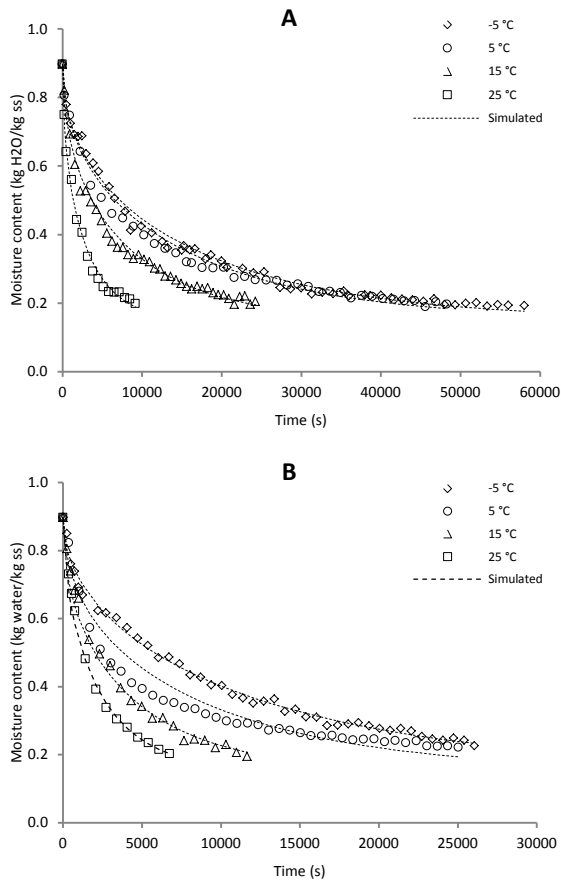 A
1.0
0.8
0.6
0.4
0.2
0.0
Moisture content (kg H2O/kg ss)
-5 °C
5 °C
15 °C
25 °C
Simulated
0 10000 20000 30000 40000 50000 60000
Time (s)
B
1.0
0.8
0.6
0.4
0.2
0.0
Moisture content (kg water/kg ss)
-5 °C
5 °C
15 °C
25 °C
Simulated
0 5000 10000 15000 20000 25000 30000
Time (s)